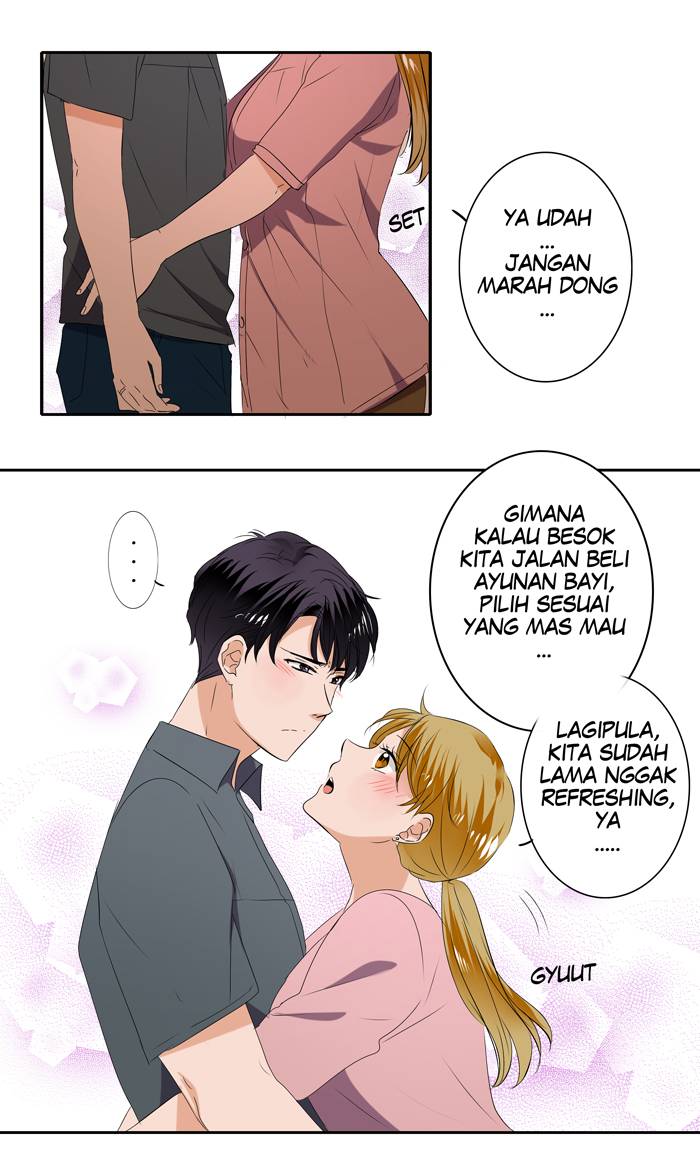 YA UDAH
...
JANGAN
MARAH DONG
...
SET
...
GIMANA
KALAU BESOK
KITA JALAN BELI
AYUNAN BAYI,
PILIH SESUAI
YANG MAS MAU
...
LAGIPULA,
KITA SUDAH
LAMA NGGAK
REFRESHING,
YA
.....
GYUUT